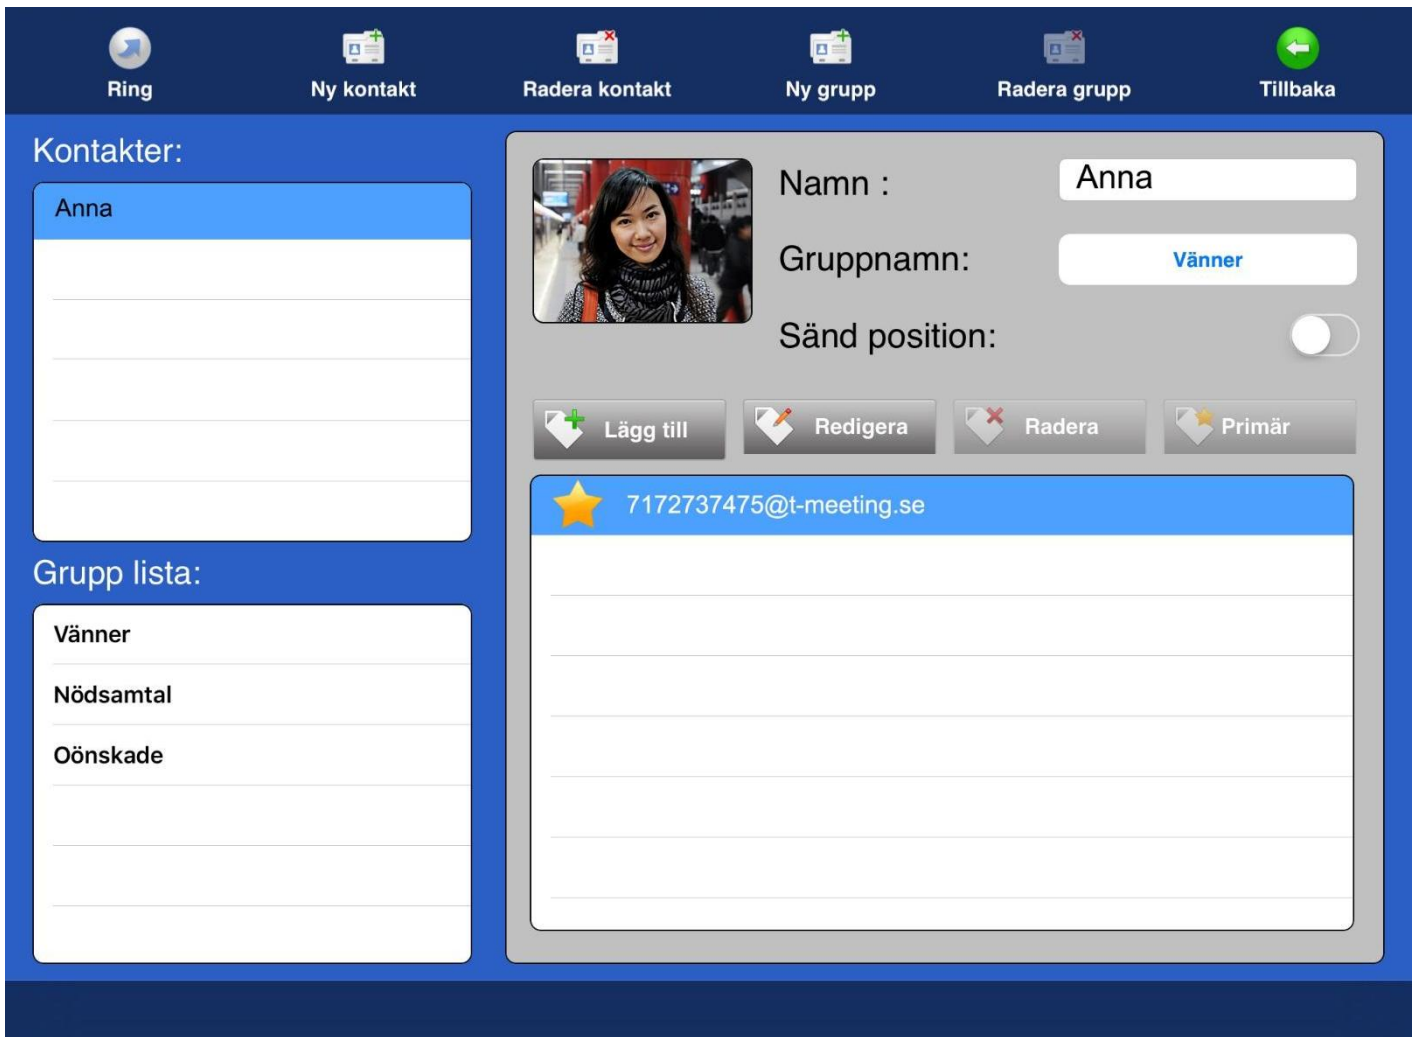 Ring
Ny kontakt
Radera kontakt
Ny grupp
Radera grupp
Tillbaka
Kontakter:
Anna
Grupp lista:
Vänner
Nödsamtal
Oönskade
Namn : Anna
Gruppnamn: Vänner
Sänd position:
Lägg till
Redigera
Radera
Primär
7172737475@t-meeting.se